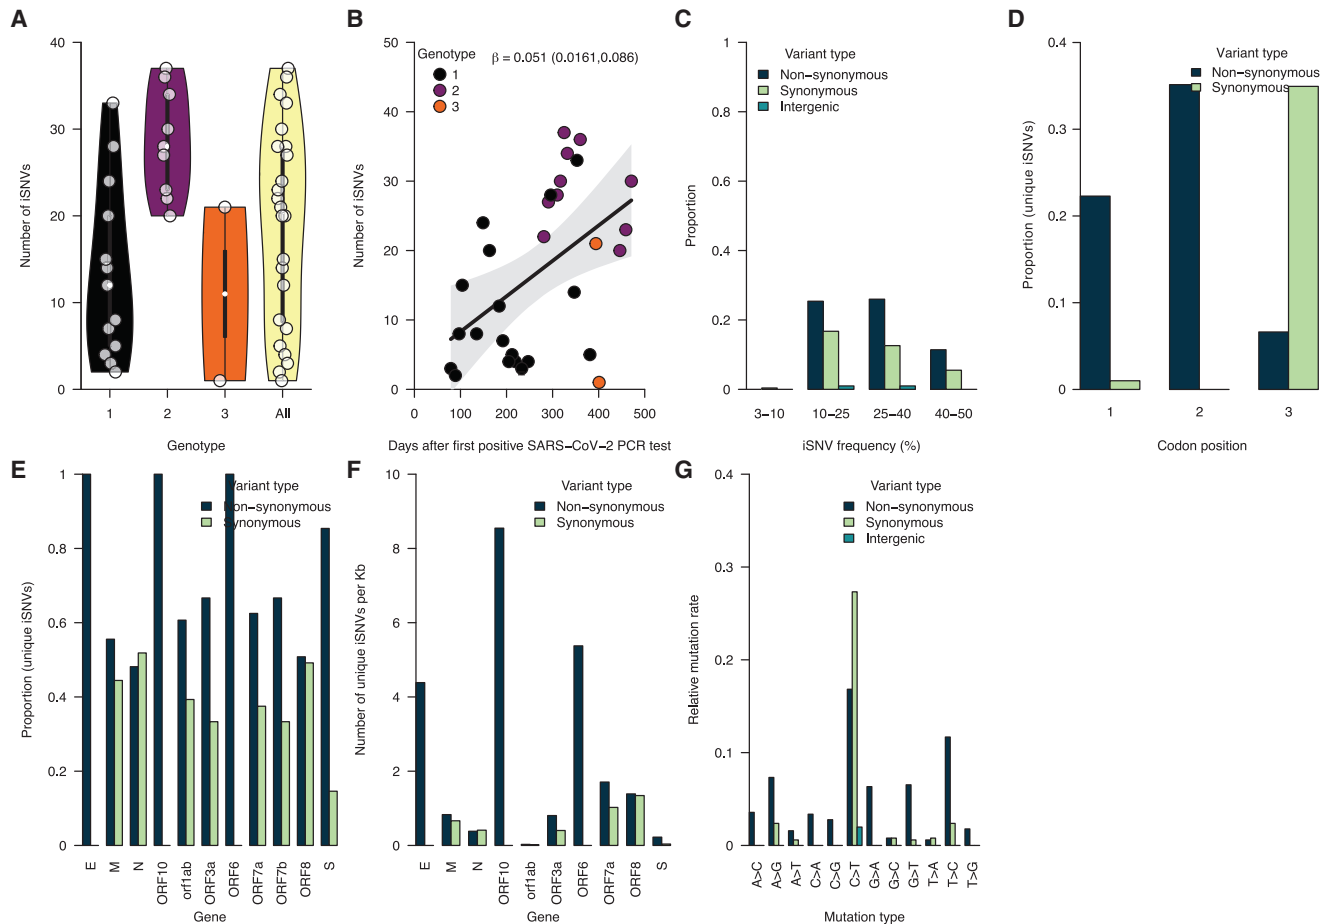 A
Number of iSNVs
40
30
20
10
0
1 2 3 All
Genotype
B
Number of iSNVs
50
40
30
20
10
0
Genotype
1
2
3
β = 0.051 (0.0161,0.086)
0 100 200 300 400 500
Days after first positive SARS−CoV−2 PCR test
C
Proportion
1
0.8
0.6
0.4
0.2
0
Variant type
Non−synonymous
Synonymous
Intergenic
3−10 10−25 25−40 40−50
iSNV frequency (%)
D
Proportion (unique iSNVs)
0.4
0.3
0.2
0.1
0
Variant type
Non−synonymous
Synonymous
1 2 3
Codon position
E
Proportion (unique iSNVs)
1
0.8
0.6
0.4
0.2
0
Variant type
Non−synonymous
Synonymous
E M N ORF10 orf1ab ORF3a ORF6 ORF7a ORF7b ORF8 S
Gene
F
Number of unique iSNVs per Kb
10
8
6
4
2
0
Variant type
Non−synonymous
Synonymous
E M N ORF10 orf1ab ORF3a ORF6 ORF7a ORF8 S
Gene
G
Relative mutation rate
0.4
0.3
0.2
0.1
0
Variant type
Non−synonymous
Synonymous
Intergenic
A>C A>G A>T C>A C>G C>T G>A G>C G>T T>A T>C T>G
Mutation type